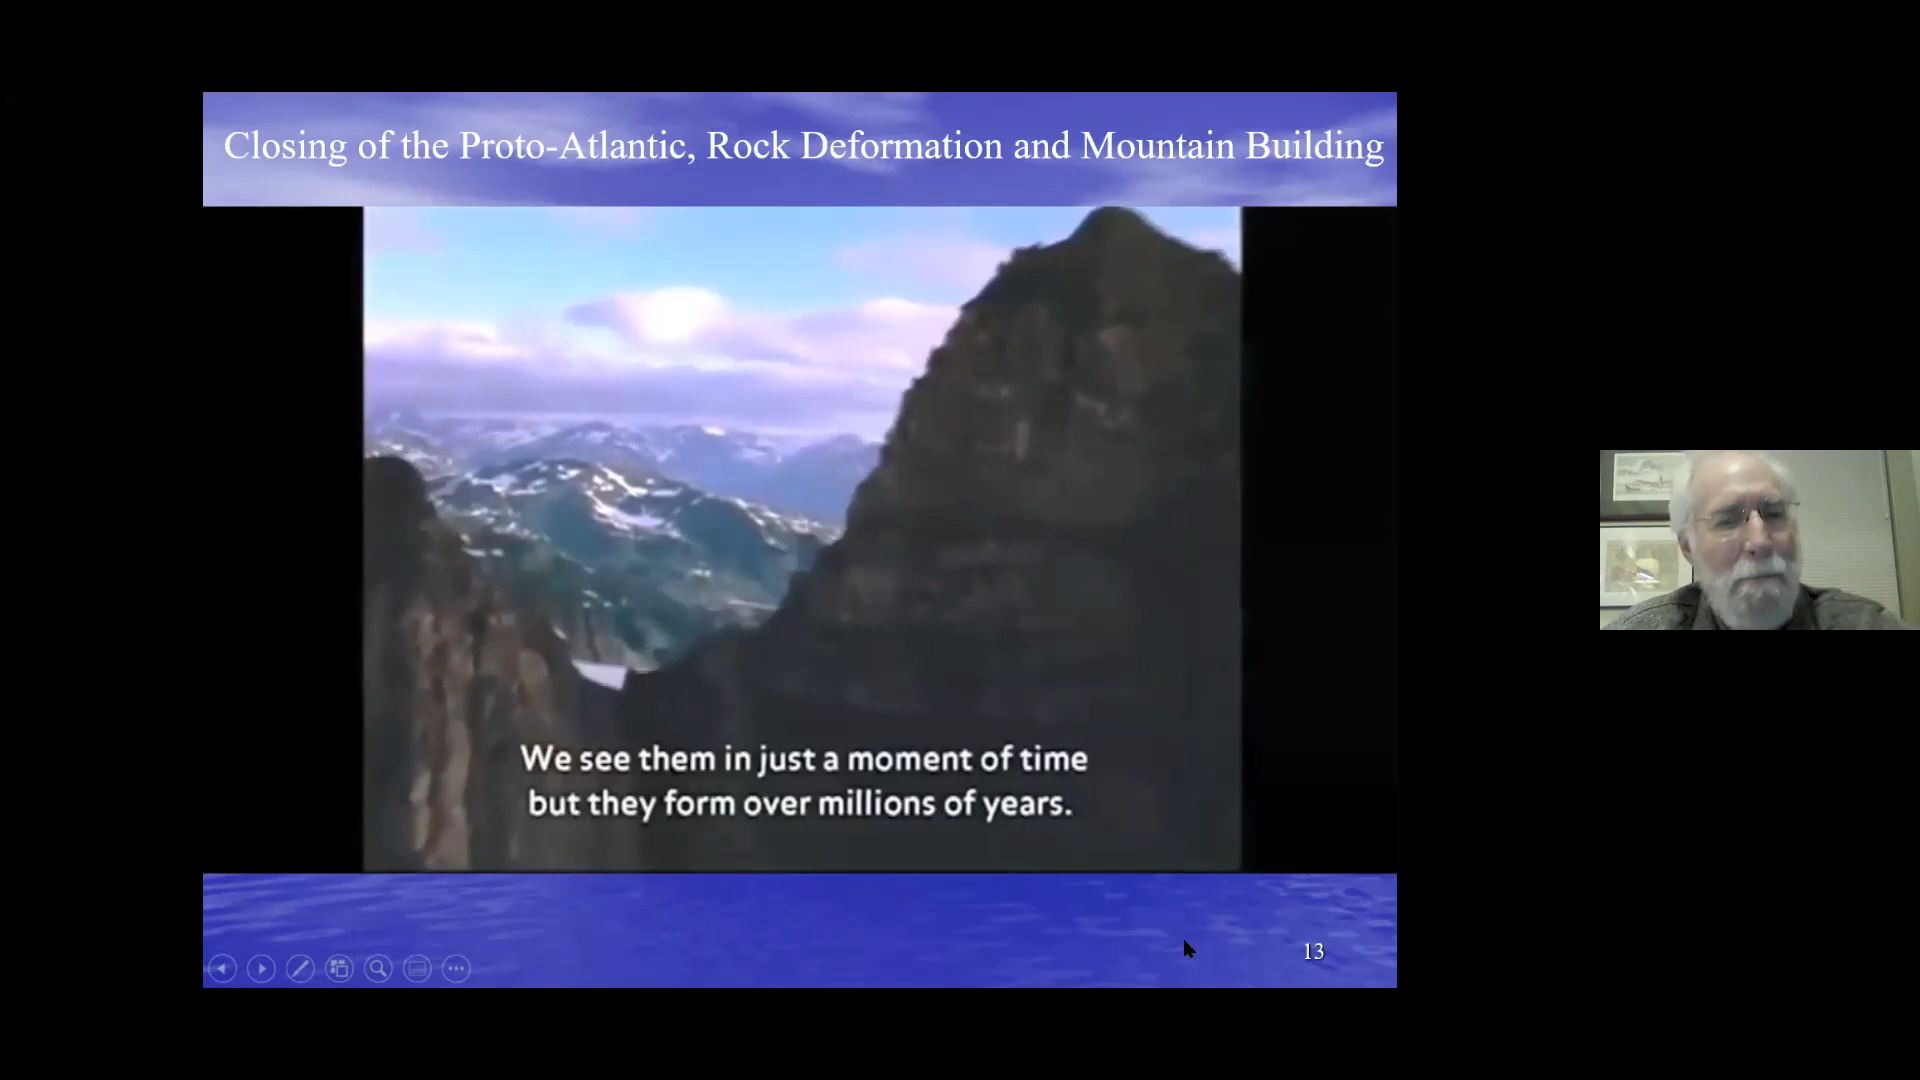 Closing of the Proto-Atlantic, Rock Deformation and Mountain Building
We see them in just a moment of time
but they form over millions of years.
13